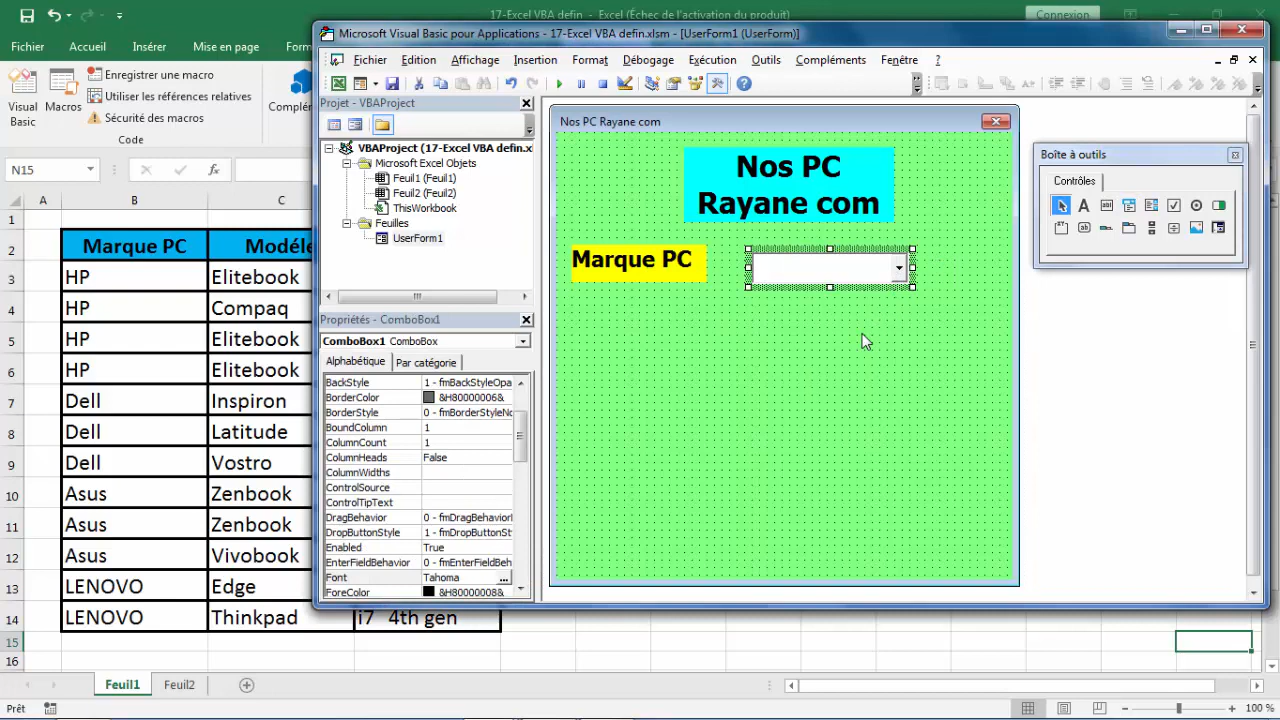 17-Excel VBA defin - Excel (Échec de l'activation du produit)
Connexion
Fichier Accueil Insérer Mise en page Form
Visual Basic
Macros
Enregistrer une macro
Utiliser les références relatives
Sécurité des macros
Complém
Code
N15
fx
B C
1
2 Marque PC Modéle
3 HP Elitebook
4 HP Compaq
5 HP Elitebook
6 HP Elitebook
7 Dell Inspiron
8 Dell Latitude
9 Dell Vostro
10 Asus Zenbook
11 Asus Zenbook
12 Asus Vivobook
13 LENOVO Edge
14 LENOVO Thinkpad i7 4th gen
15
16
Feuil1 Feuil2
Prêt
100 %
Microsoft Visual Basic pour Applications - 17-Excel VBA defin.xlsm - [UserForm1 (UserForm)]
Fichier Edition Affichage Insertion Format Débogage Exécution Outils Compléments Fenêtre ?
Projet - VBAProject
VBAProject (17-Excel VBA defin.x
Microsoft Excel Objets
Feuil1 (Feuil1)
Feuil2 (Feuil2)
ThisWorkbook
Feuilles
UserForm1
Propriétés - ComboBox1
ComboBox1 ComboBox
Alphabétique Par catégorie
BackStyle 1 - fmBackStyleOpa
BorderColor &H80000006&
BorderStyle 0 - fmBorderStyleNo
BoundColumn 1
ColumnCount 1
ColumnHeads False
ColumnWidths
ControlSource
ControlTipText
DragBehavior 0 - fmDragBehaviorI
DropButtonStyle 1 - fmDropButtonSt
Enabled True
EnterFieldBehavior 0 - fmEnterFieldBeh
Font Tahoma ...
ForeColor &H80000008&
Nos PC Rayane com
Nos PC
Rayane com
Marque PC
Boîte à outils
Contrôles